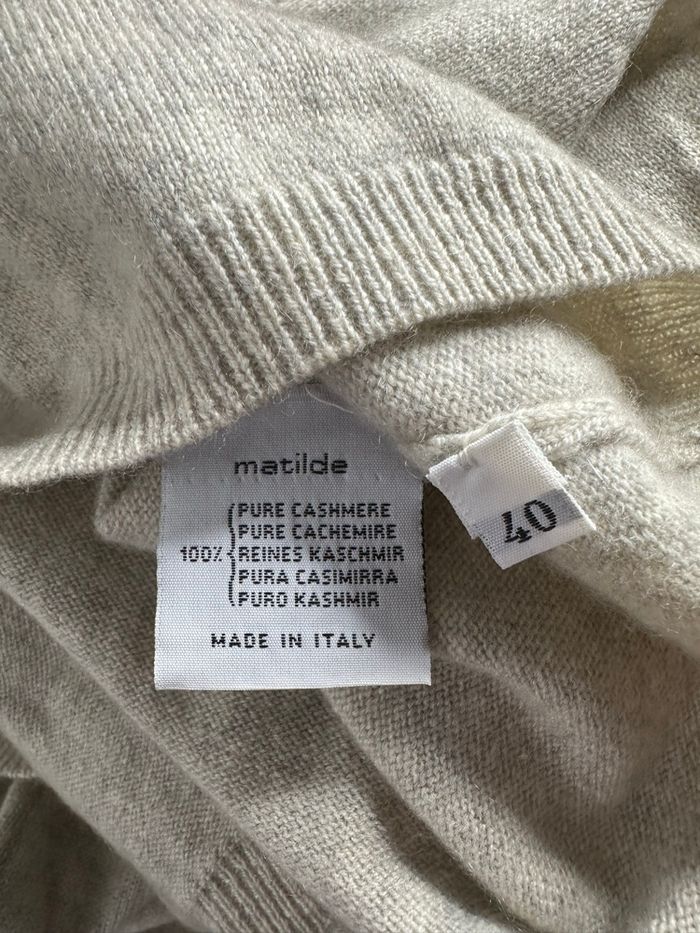 matilde
PURE CASHMERE
PURE CACHEMIRE
100% REINES KASCHMIR
PURA CASIMIRRA
PURO KASHMIR
MADE IN ITALY
40